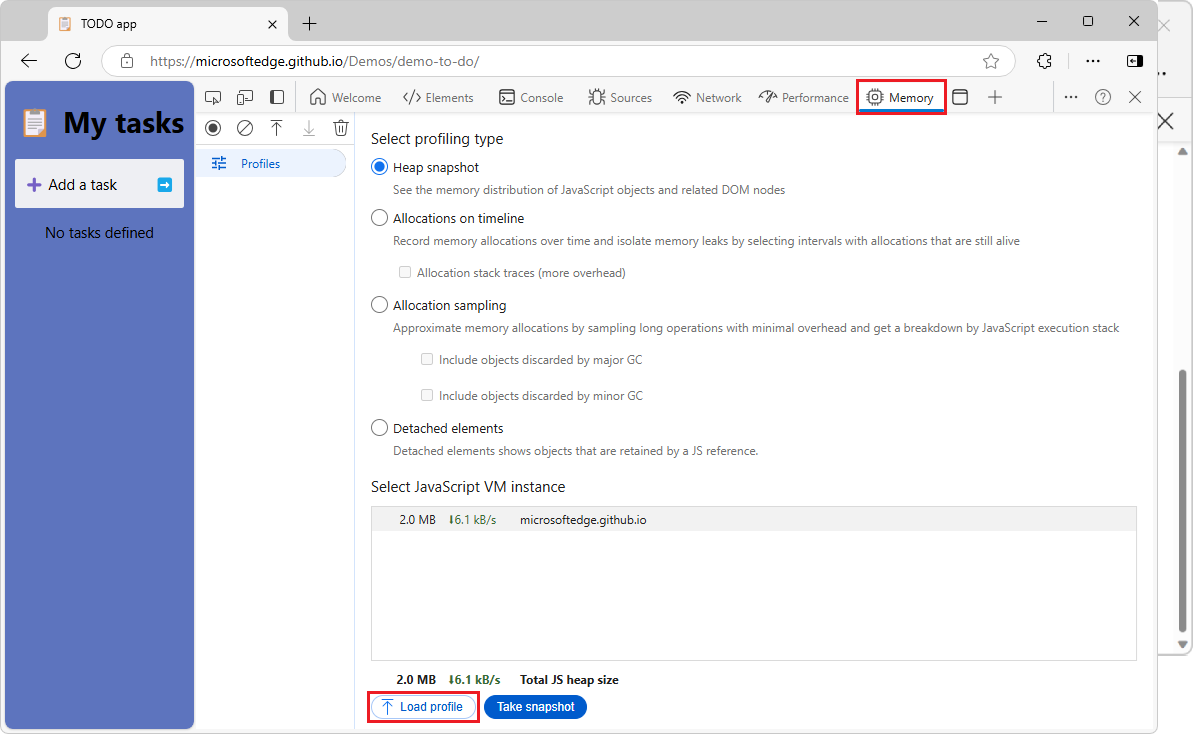 TODO app
https://microsoftedge.github.io/Demos/demo-to-do/
My tasks
Add a task
No tasks defined
Welcome
Elements
Console
Sources
Network
Performance
Memory
Profiles
Select profiling type
Heap snapshot
See the memory distribution of JavaScript objects and related DOM nodes
Allocations on timeline
Record memory allocations over time and isolate memory leaks by selecting intervals with allocations that are still alive
Allocation stack traces (more overhead)
Allocation sampling
Approximate memory allocations by sampling long operations with minimal overhead and get a breakdown by JavaScript execution stack
Include objects discarded by major GC
Include objects discarded by minor GC
Detached elements
Detached elements shows objects that are retained by a JS reference.
Select JavaScript VM instance
2.0 MB ⬇6.1 kB/s microsoftedge.github.io
2.0 MB ⬇6.1 kB/s Total JS heap size
Load profile
Take snapshot